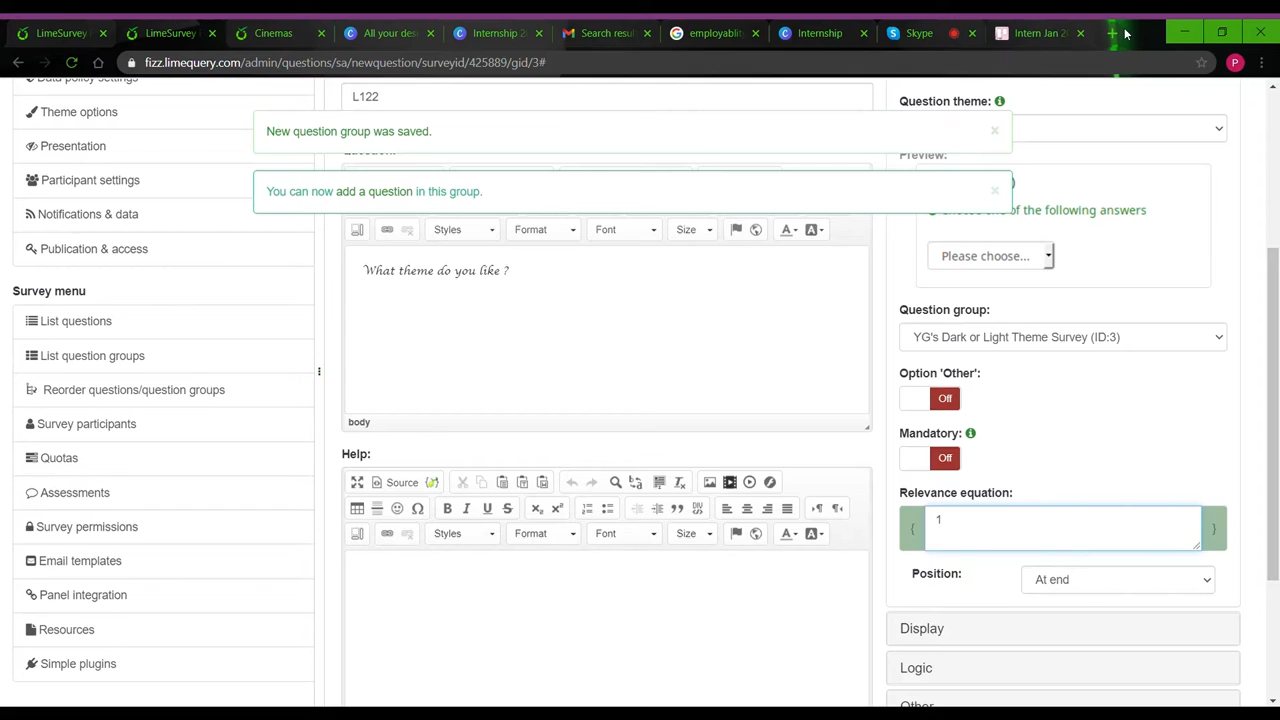 LimeSurvey
LimeSurvey
Cinemas
All your des
Internship 2
Search resul
employablity
Internship
Skype
Intern Jan 20
fizz.limequery.com/admin/questions/sa/newquestion/surveyid/425889/gid/3#
P
Data policy settings
Theme options
Presentation
Participant settings
Notifications & data
Publication & access
Survey menu
List questions
List question groups
Reorder questions/question groups
Survey participants
Quotas
Assessments
Survey permissions
Email templates
Panel integration
Resources
Simple plugins
L122
New question group was saved.
You can now add a question in this group.
Styles Format Font Size A A
What theme do you like ?
body
Help:
Source
B I U S
Styles Format Font Size A A
Question theme:
Preview:
Choose one of the following answers
Please choose...
Question group:
YG's Dark or Light Theme Survey (ID:3)
Option 'Other':
Off
Mandatory:
Off
Relevance equation:
{ 1 }
Position:
At end
Display
Logic
Other